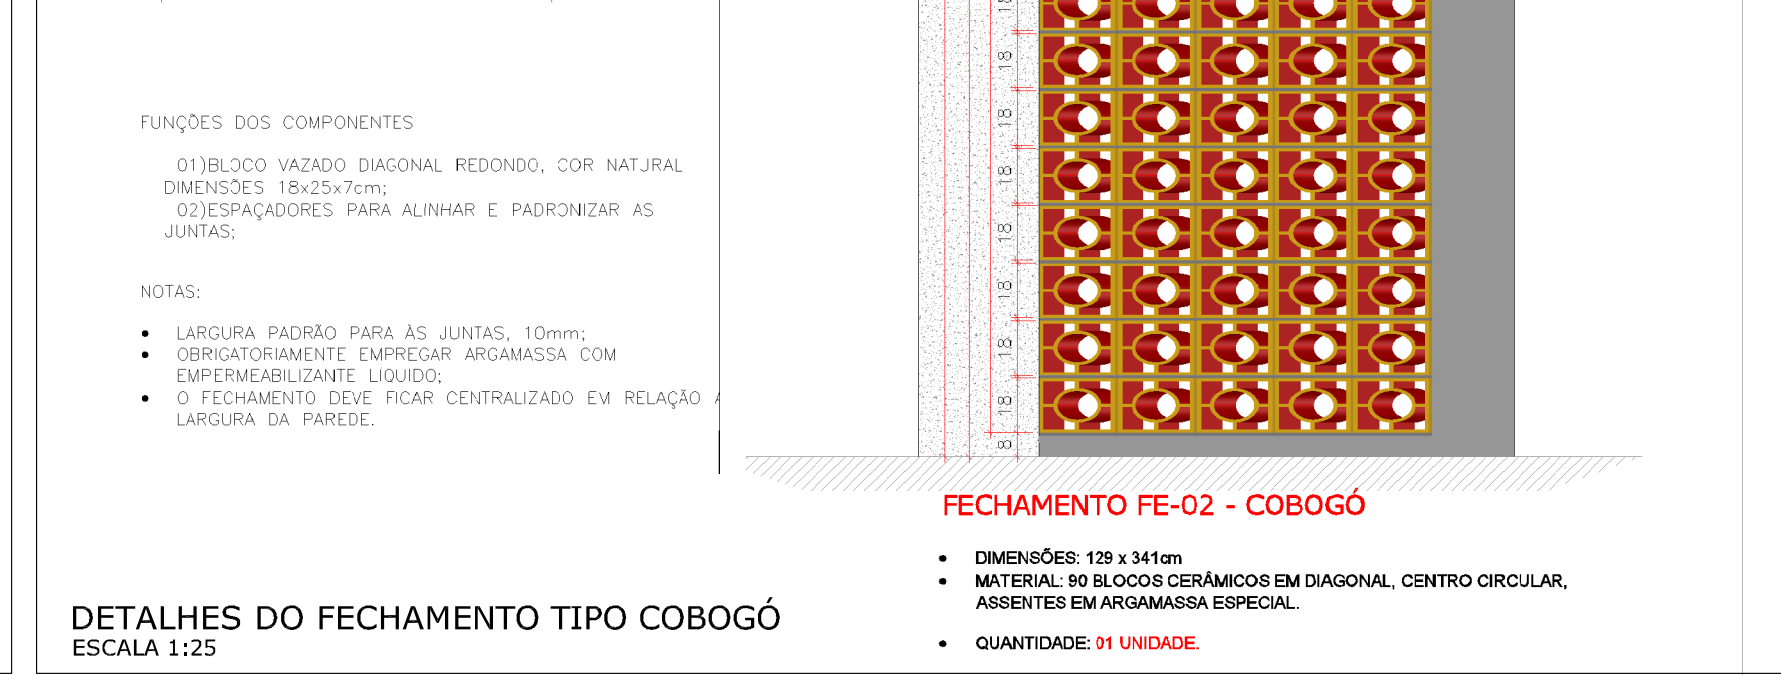 FUNÇÕES DOS COMPONENTES
01)BLOCO VAZADO DIAGONAL REDONDO, COR NATURAL
DIMENSÕES 18x25x7cm;
02)ESPAÇADORES PARA ALINHAR E PADRONIZAR AS
JUNTAS;
NOTAS:
• LARGURA PADRÃO PARA ÀS JUNTAS, 10mm;
• OBRIGATORIAMENTE EMPREGAR ARGAMASSA COM
EMPERMEABILIZANTE LÍQUIDO;
• O FECHAMENTO DEVE FICAR CENTRALIZADO EM RELAÇÃO A
LARGURA DA PAREDE.
DETALHES DO FECHAMENTO TIPO COBOGÓ
ESCALA 1:25
18
18
18
18
18
18
18
18
8
FECHAMENTO FE-02 - COBOGÓ
• DIMENSÕES: 129 x 341cm
• MATERIAL: 90 BLOCOS CERÂMICOS EM DIAGONAL, CENTRO CIRCULAR,
ASSENTES EM ARGAMASSA ESPECIAL.
• QUANTIDADE: 01 UNIDADE.